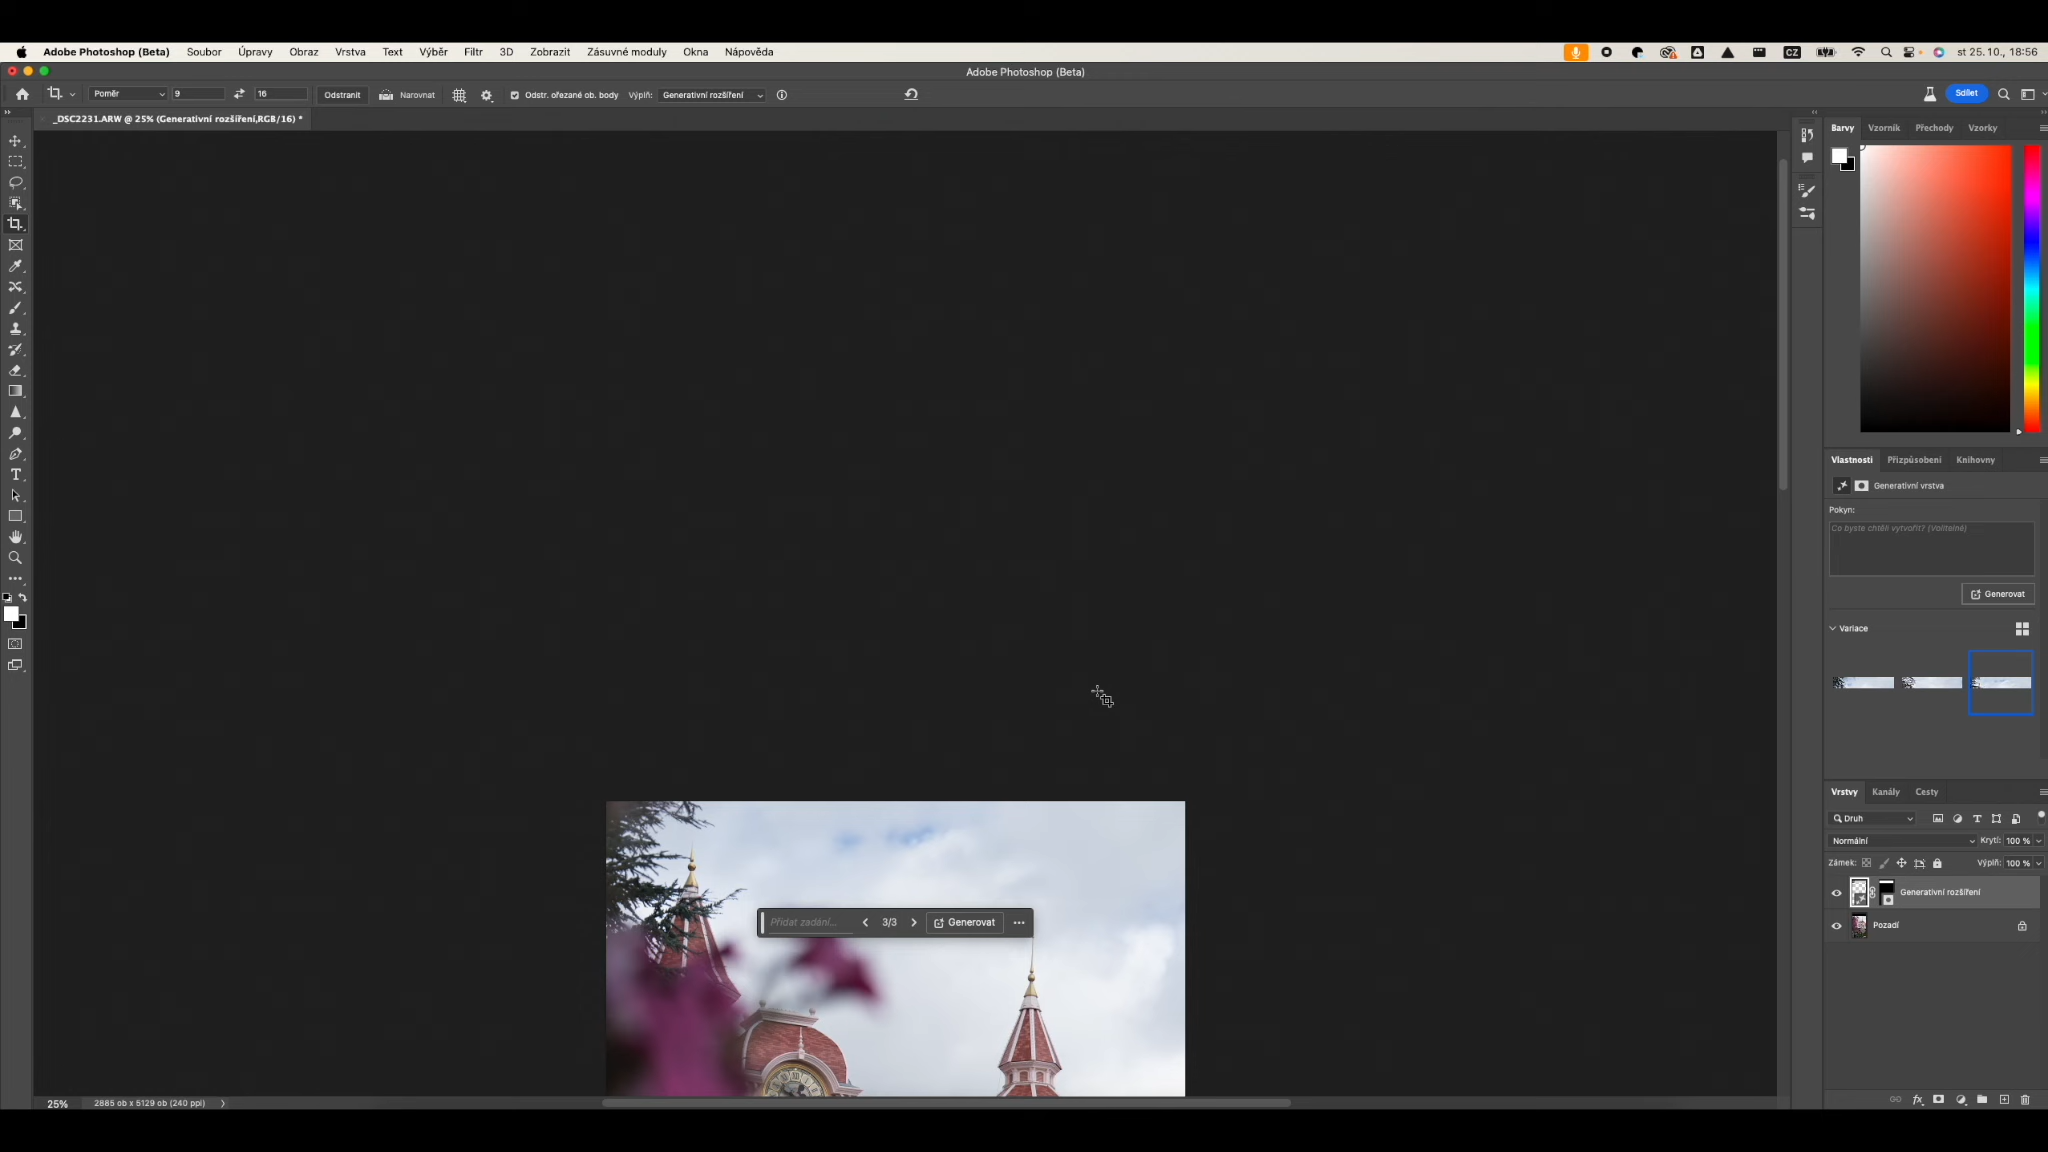 Adobe Photoshop (Beta) Soubor Úpravy Obraz Vrstva Text Výběr Filtr 3D Zobrazit Zásuvné moduly Okna Nápověda CZ st 25.10., 18:56
Adobe Photoshop (Beta)
Poměr 9 16 Odstranit Narovnat Odstr. ořezané ob. body Výplň: Generativní rozšíření Sdílet
_DSC2231.ARW @ 25% (Generativní rozšíření,RGB/16) *
Barvy Vzorník Přechody Vzorky
Vlastnosti Přizpůsobení Knihovny
Generativní vrstva
Pokyn:
Co byste chtěli vytvořit? (Volitelné)
Generovat
Variace
Vrstvy Kanály Cesty
Druh
Normální Krytí: 100 %
Zámek: Výplň: 100 %
Generativní rozšíření
Pozadí
Přidat zadání... 3/3 Generovat
25% 2885 ob x 5129 ob (240 ppi)